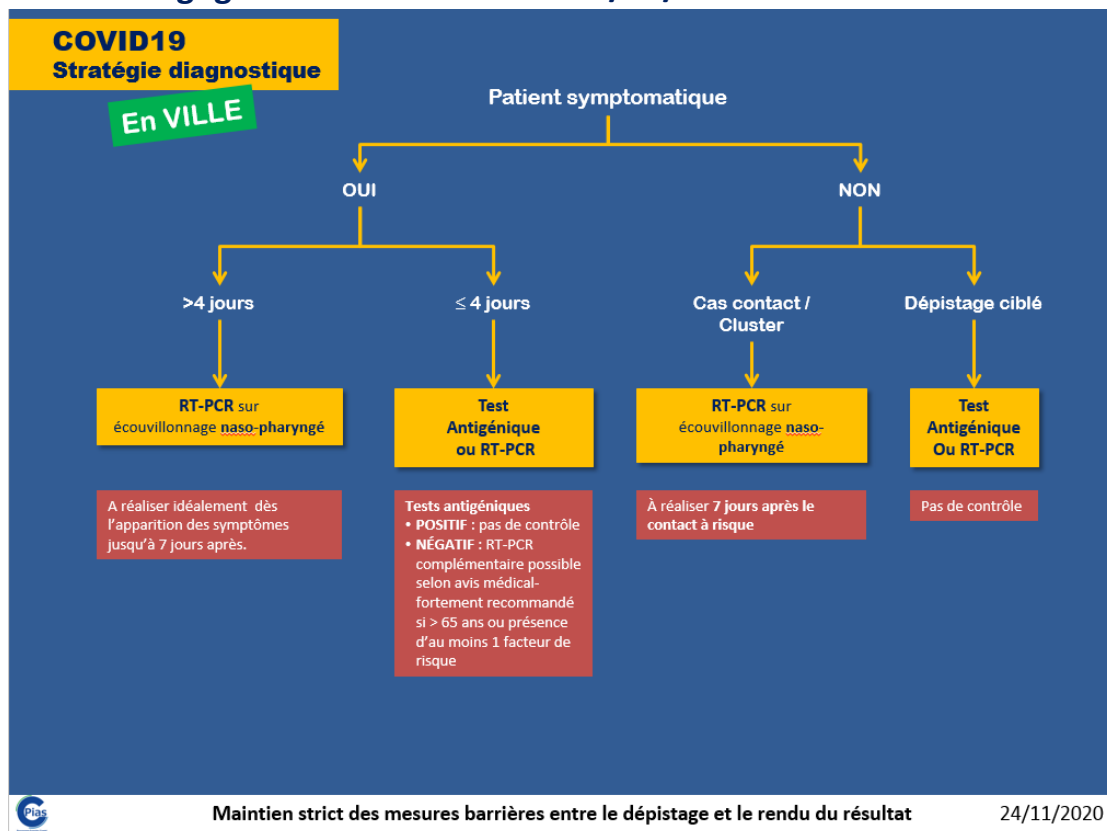 COVID19
Stratégie diagnostique
En VILLE
Patient symptomatique
OUI
NON
>4 jours
≤ 4 jours
Cas contact /
Cluster
Dépistage ciblé
RT-PCR sur
écouvillonnage naso-pharyngé
Test
Antigénique
ou RT-PCR
RT-PCR sur
écouvillonnage naso-
pharyngé
Test
Antigénique
Ou RT-PCR
A réaliser idéalement dès
l'apparition des symptômes
jusqu'à 7 jours après.
Tests antigéniques
• POSITIF : pas de contrôle
• NÉGATIF : RT-PCR
complémentaire possible
selon avis médical-
fortement recommandé
si > 65 ans ou présence
d'au moins 1 facteur de
risque
À réaliser 7 jours après le
contact à risque
Pas de contrôle
CPias
Maintien strict des mesures barrières entre le dépistage et le rendu du résultat
24/11/2020